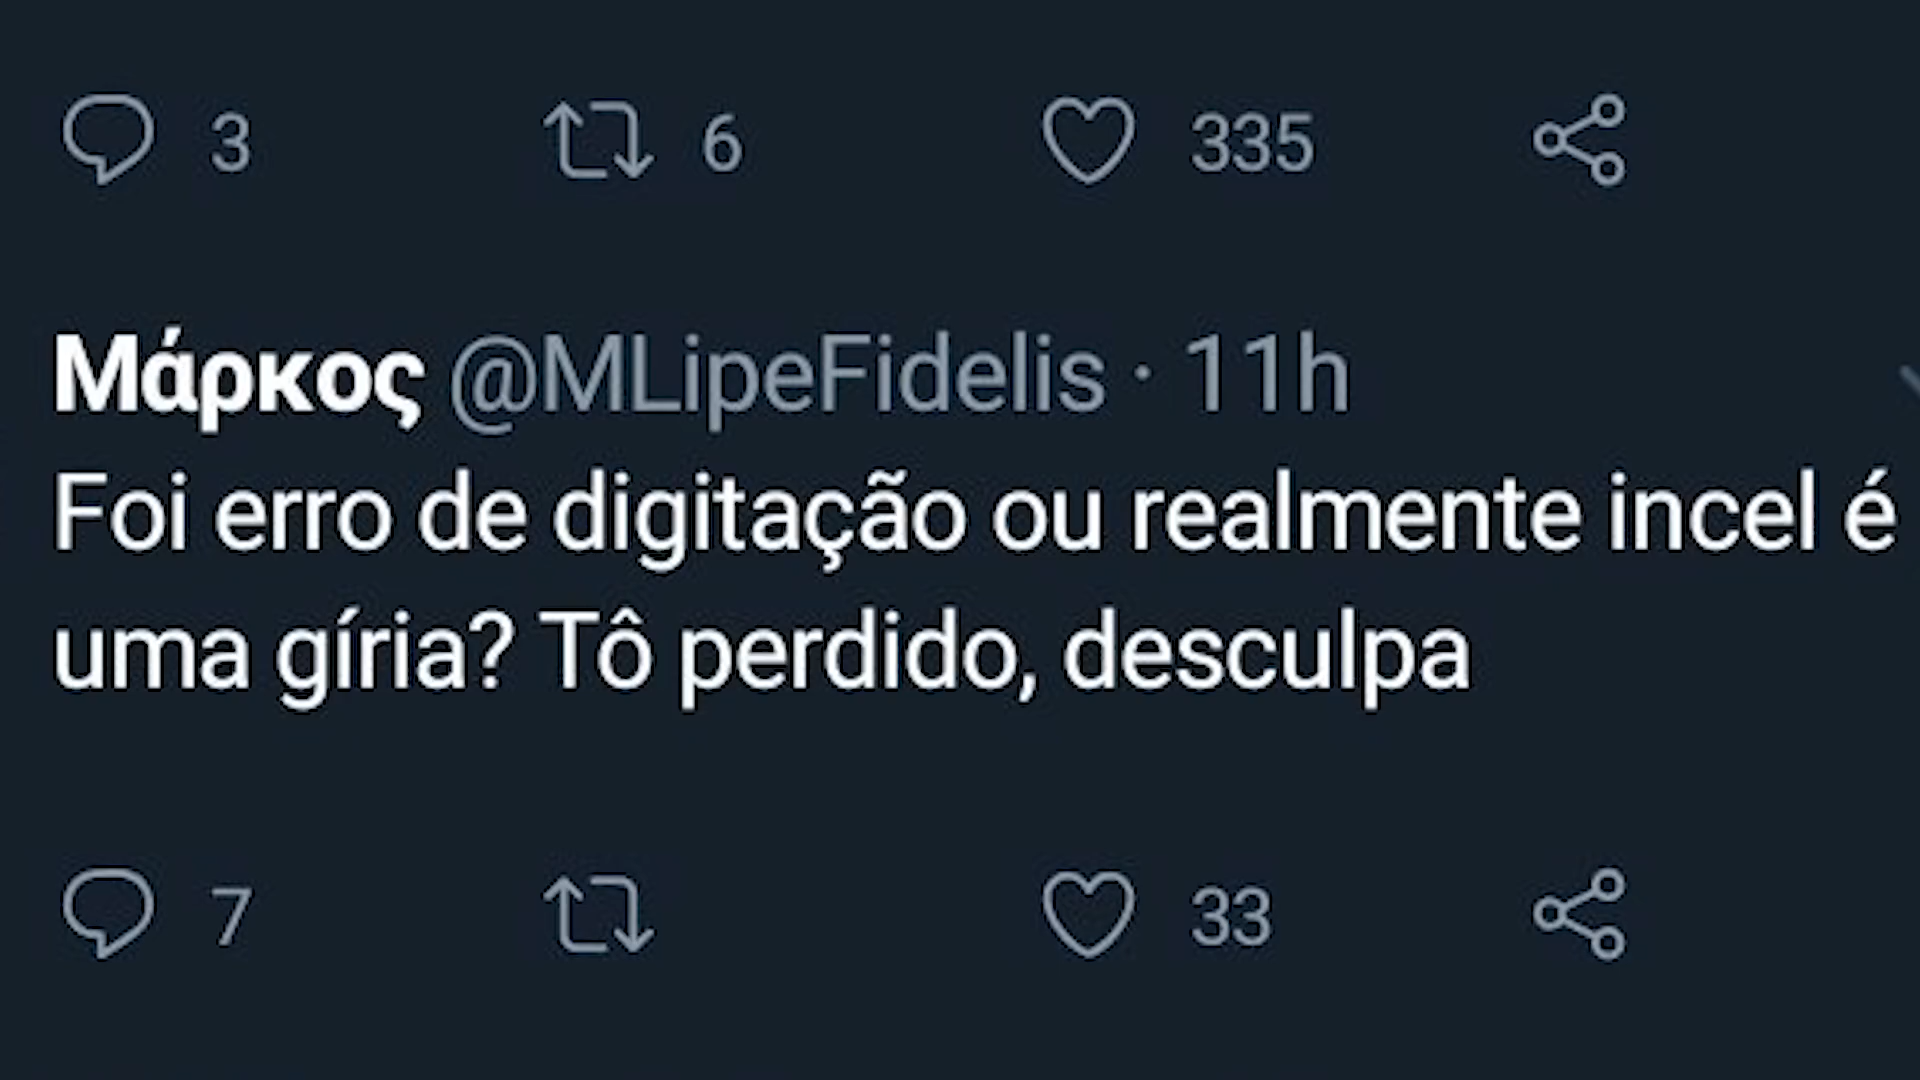 3 6 335
Μάρκος @MLipeFidelis · 11h
Foi erro de digitação ou realmente incel é
uma gíria? Tô perdido, desculpa
7 33